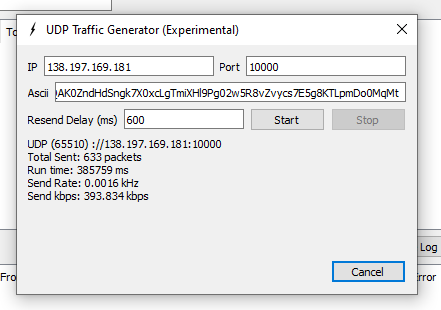 UDP Traffic Generator (Experimental)
To
IP 138.197.169.181 Port 10000
Ascii AK0ZndHdSngk7X0xcLgTmiXHl9Pg02w5R8vZvycs7E5g8KTLpmDo0MqMt
Resend Delay (ms) 600 Start Stop
UDP (65510) ://138.197.169.181:10000
Total Sent: 633 packets
Run time: 385759 ms
Send Rate: 0.0016 kHz
Send kbps: 393.834 kbps
Log
Cancel
Fro
Error